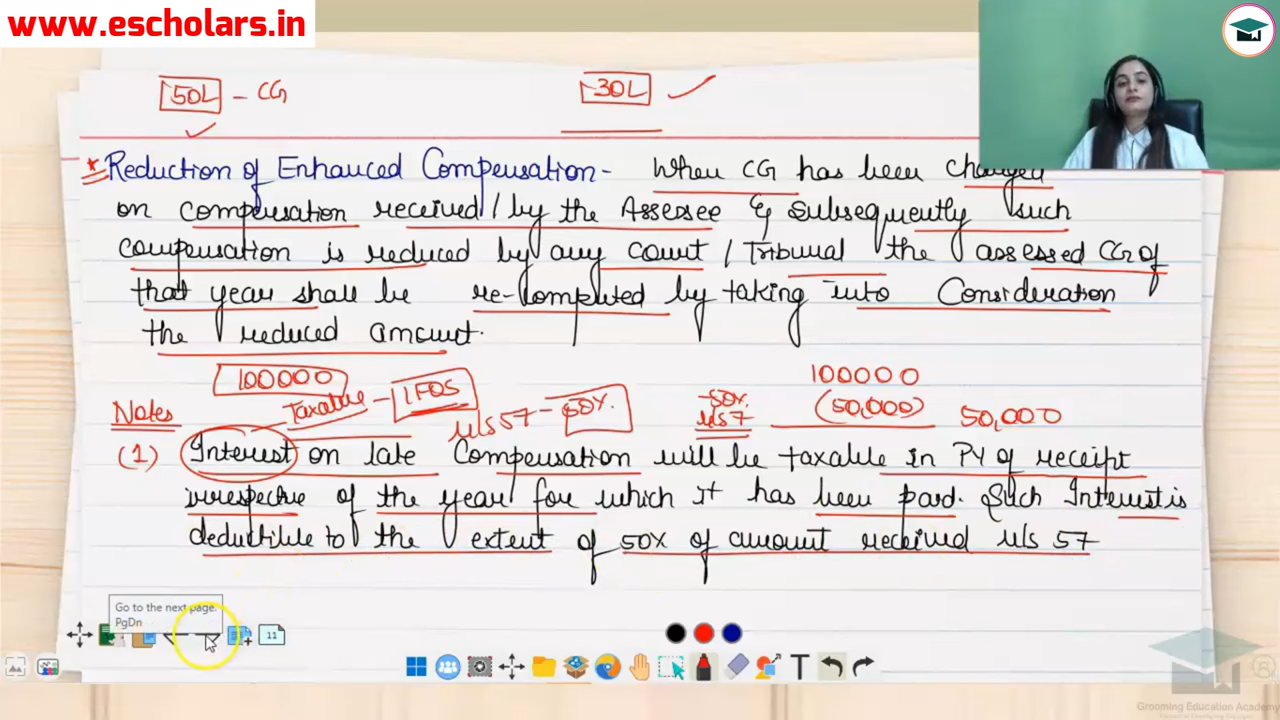 www.escholars.in
50L - CG
30L
* Reduction of Enhanced Compensation - When CG has been charged
on compensation received / by the Assessee & subsequently such
compensation is reduced by any court / Tribunal the assessed CG of
that year shall be re-computed by taking into Consideration
the reduced amount.
100000
100000
Taxable - IFOS
Notes
u/s 57 - 50%.
-50%.
u/s 57
(50,000)
50,000
(1) Interest on late Compensation will be taxable in PY of receipt
irrespective of the year for which it has been paid. Such Interest is
deductible to the extent of 50% of amount received u/s 57
Go to the next page.
PgDn
11
T
Grooming Education Academy